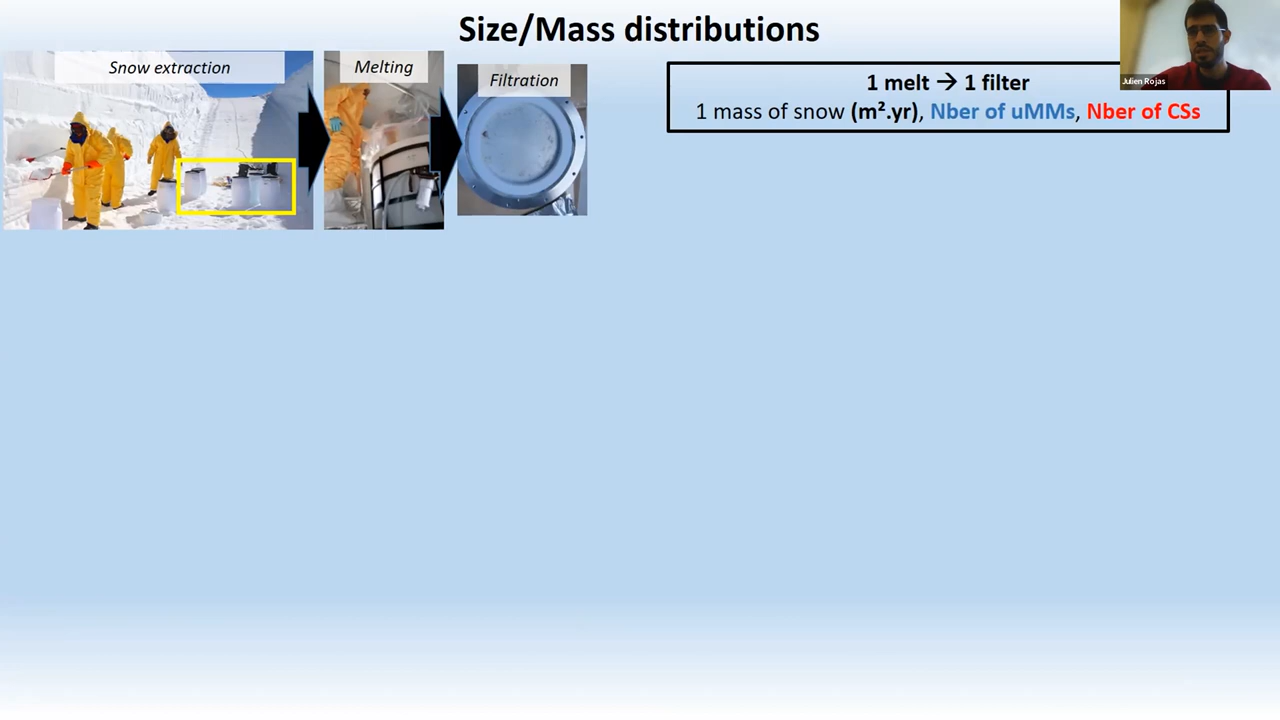 Size/Mass distributions
Snow extraction
Melting
Filtration
1 melt → 1 filter
1 mass of snow (m².yr), Nber of uMMs, Nber of CSs
Julien Rojas